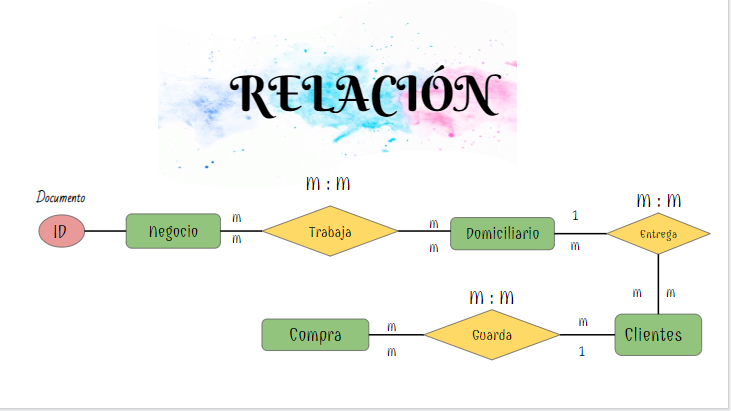 RELACIÓN
m : m
Documento
ID
Negocio
m
m
Trabaja
m
m
Domiciliario
1
m
m : m
Entrega
m
m
m : m
Compra
m
m
Guarda
m
1
Clientes